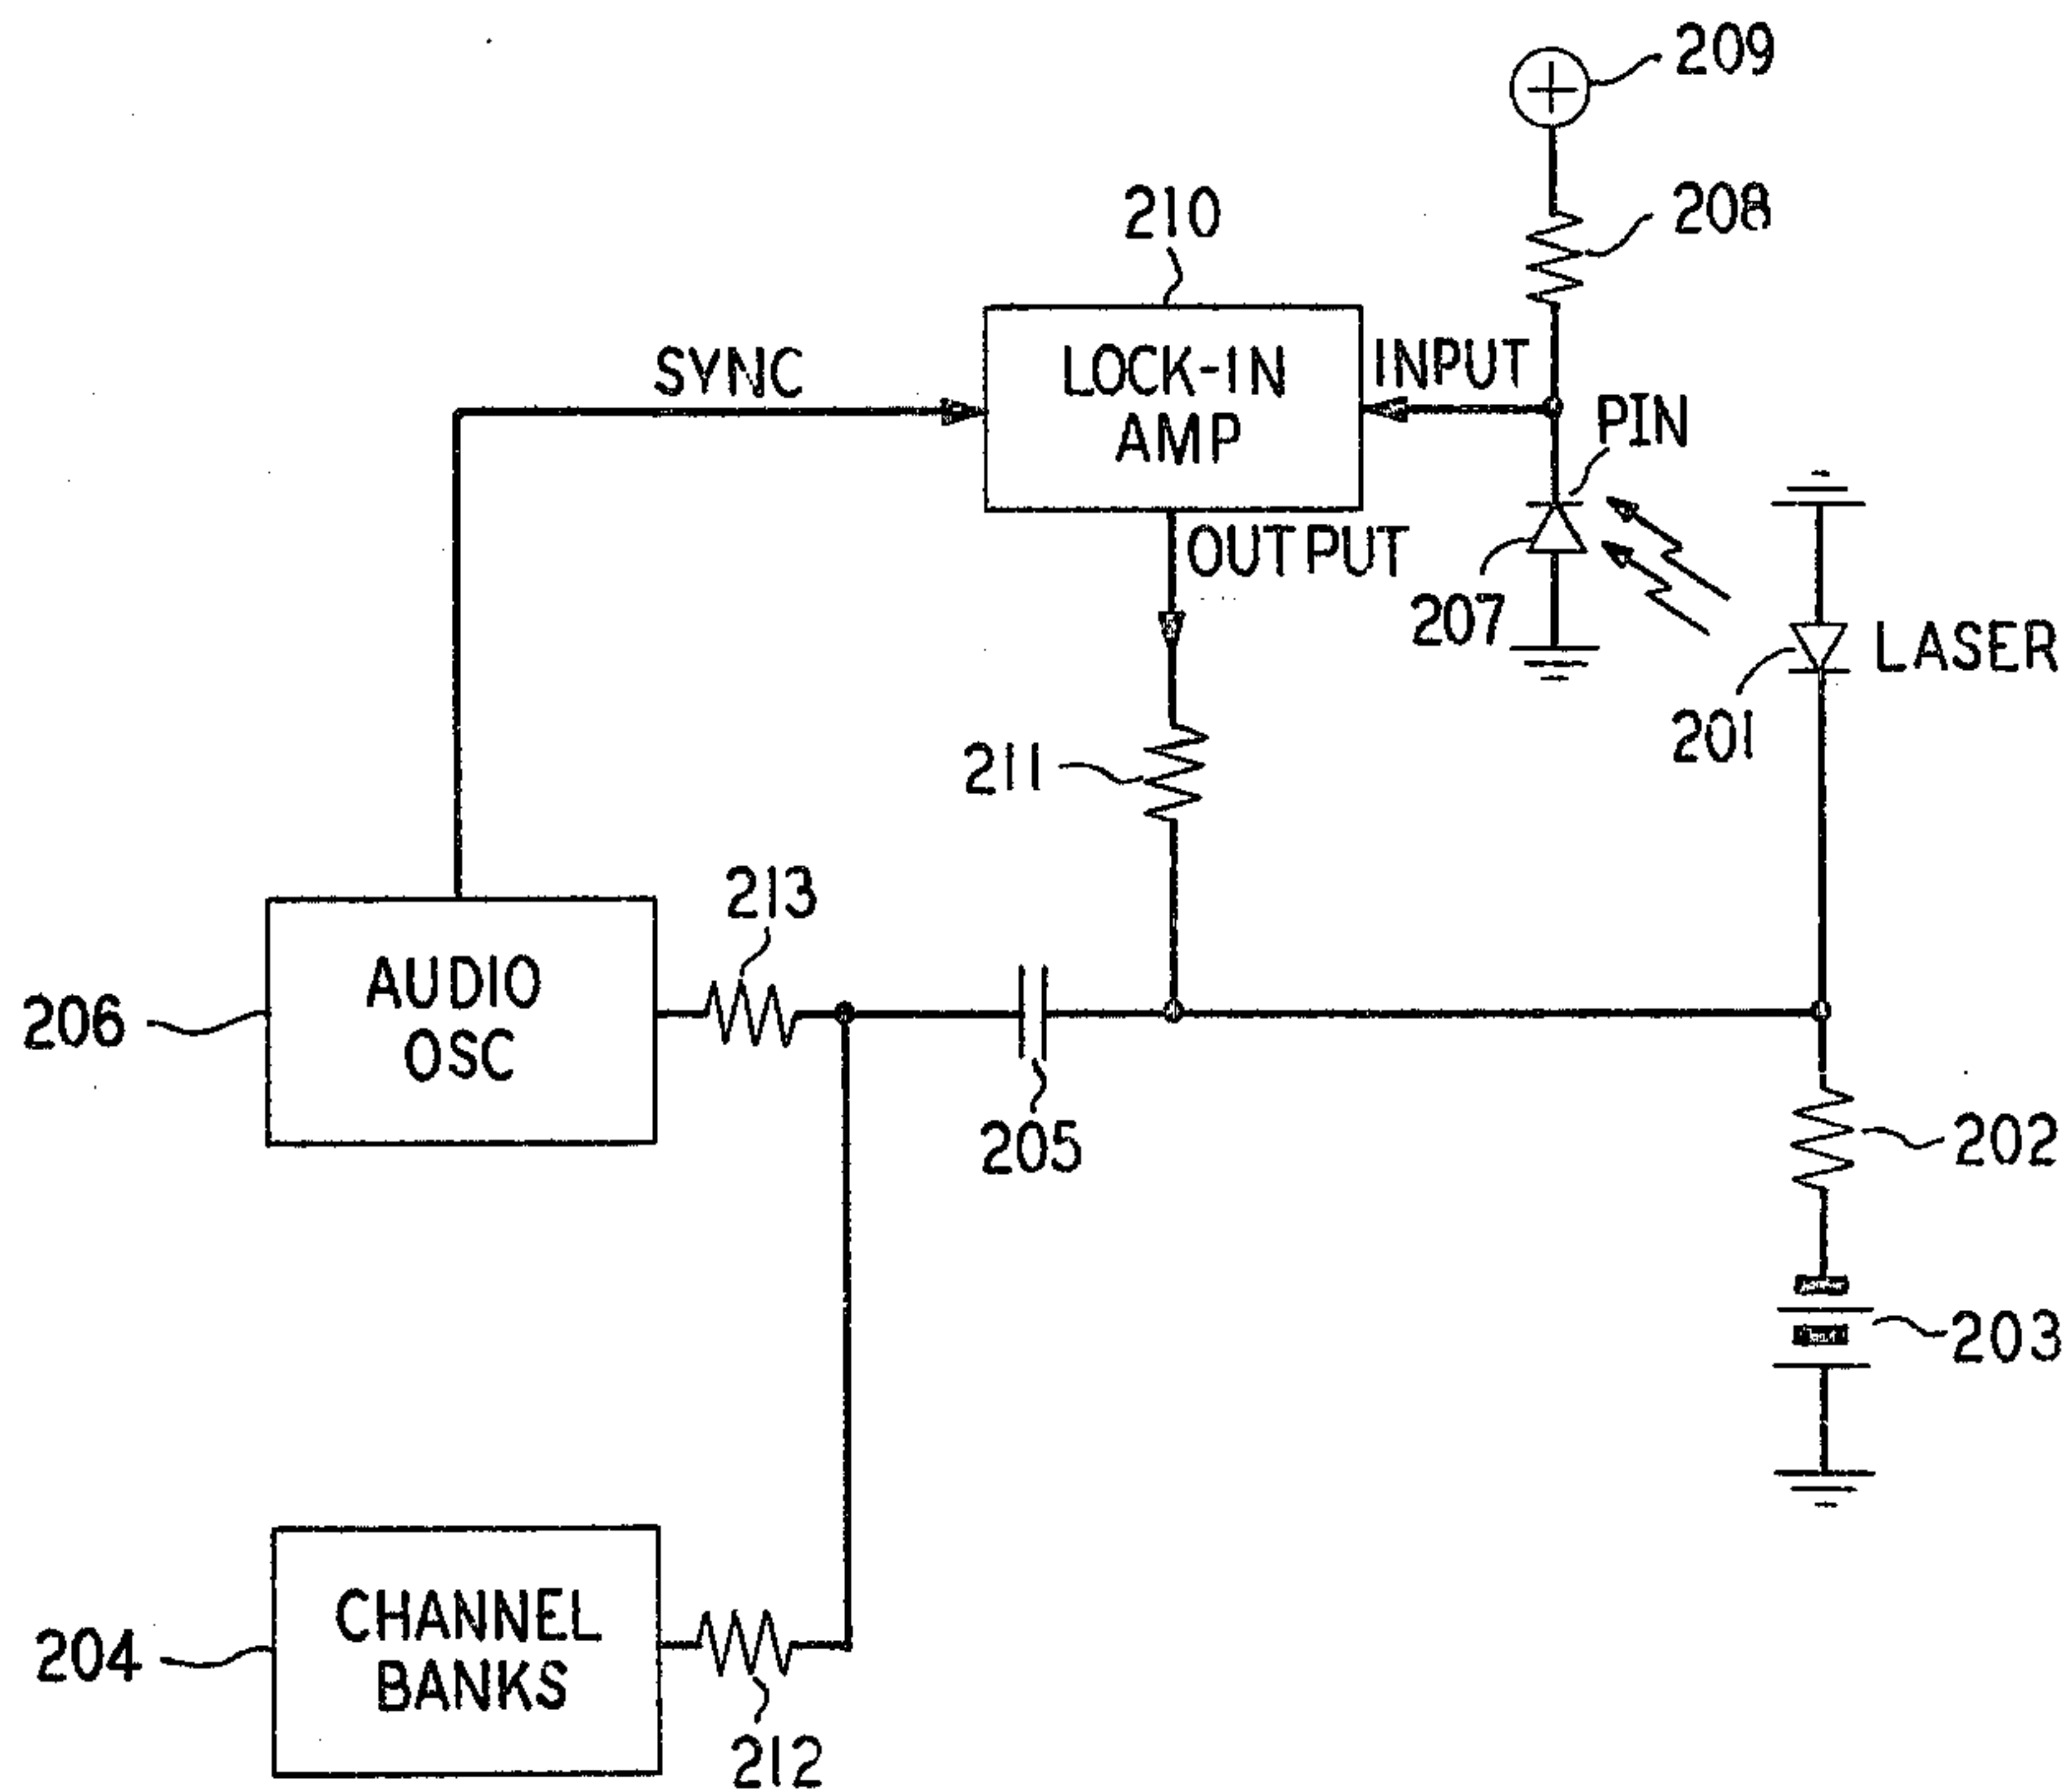 209
208
210
SYNC
LOCK-IN
AMP
INPUT
PIN
OUTPUT
207
LASER
201
211
213
AUDIO
OSC
206
205
202
203
CHANNEL
BANKS
204
212